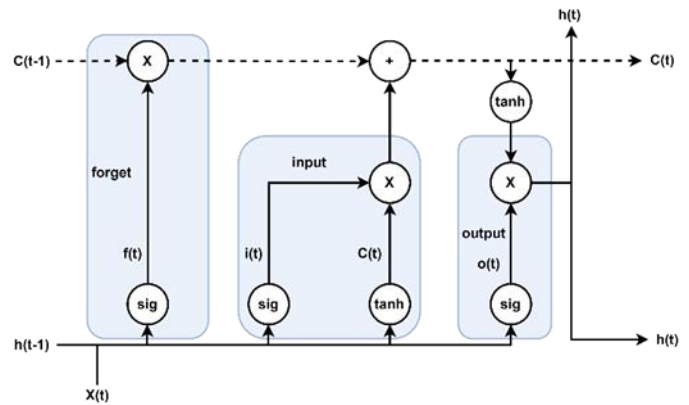 h(t)
C(t-1)
X
+
C(t)
tanh
forget
input
X
X
output
f(t)
i(t)
C(t)
o(t)
sig
sig
tanh
sig
h(t-1)
h(t)
X(t)